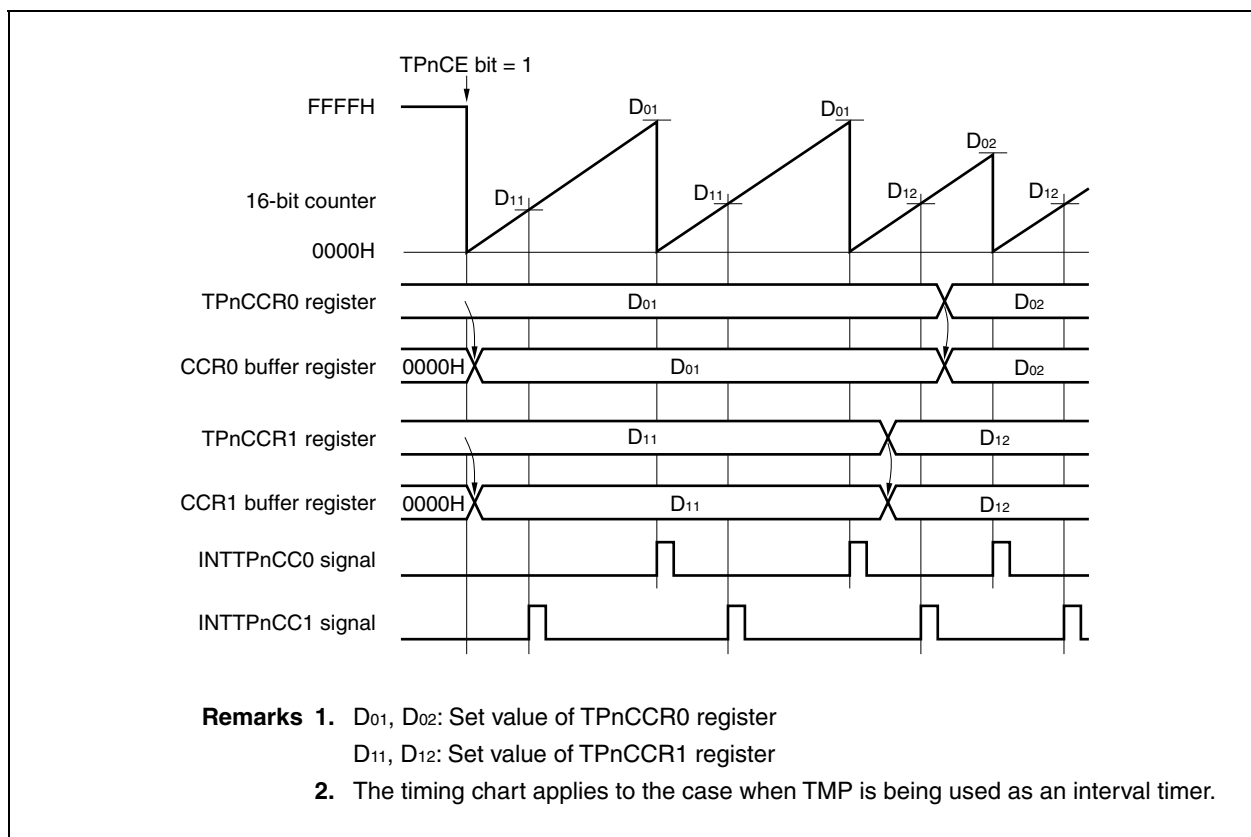 TPnCE bit = 1
FFFFH
D01 D01
D02
16-bit counter
D11 D11 D12 D12
0000H
TPnCCR0 register D01 D02
CCR0 buffer register 0000H D01 D02
TPnCCR1 register D11 D12
CCR1 buffer register 0000H D11 D12
INTTPnCC0 signal
INTTPnCC1 signal
Remarks 1. D01, D02: Set value of TPnCCR0 register
D11, D12: Set value of TPnCCR1 register
2. The timing chart applies to the case when TMP is being used as an interval timer.